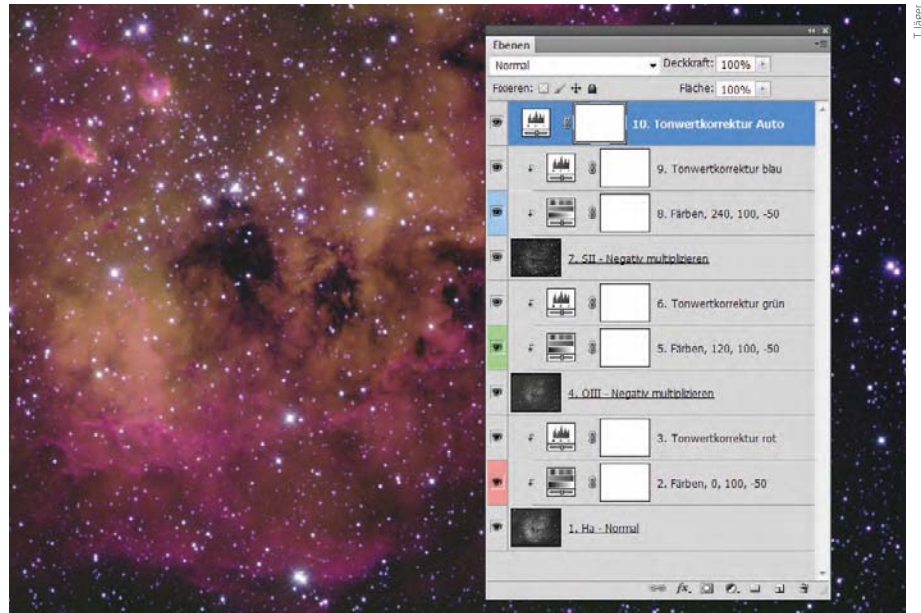 T. Jäger
Ebenen
Normal Deckkraft: 100%
Fixieren: Fläche: 100%
10. Tonwertkorrektur Auto
9. Tonwertkorrektur blau
8. Färben, 240, 100, -50
7. SII - Negativ multiplizieren
6. Tonwertkorrektur grün
5. Färben, 120, 100, -50
4. OIII - Negativ multiplizieren
3. Tonwertkorrektur rot
2. Färben, 0, 100, -50
1. Ha - Normal
fx.